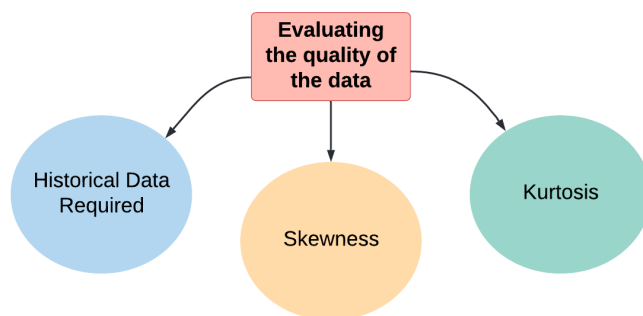 Evaluating
the quality of
the data
Historical Data
Required
Skewness
Kurtosis